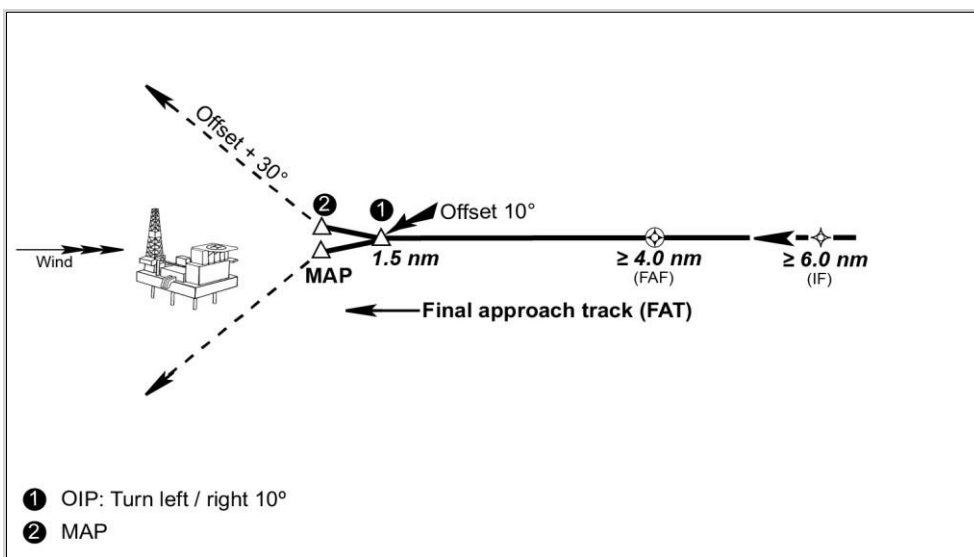 Offset + 30°
2
1
Offset 10°
Wind
MAP
1.5 nm
≥ 4.0 nm
(FAF)
≥ 6.0 nm
(IF)
Final approach track (FAT)
1 OIP: Turn left / right 10º
2 MAP